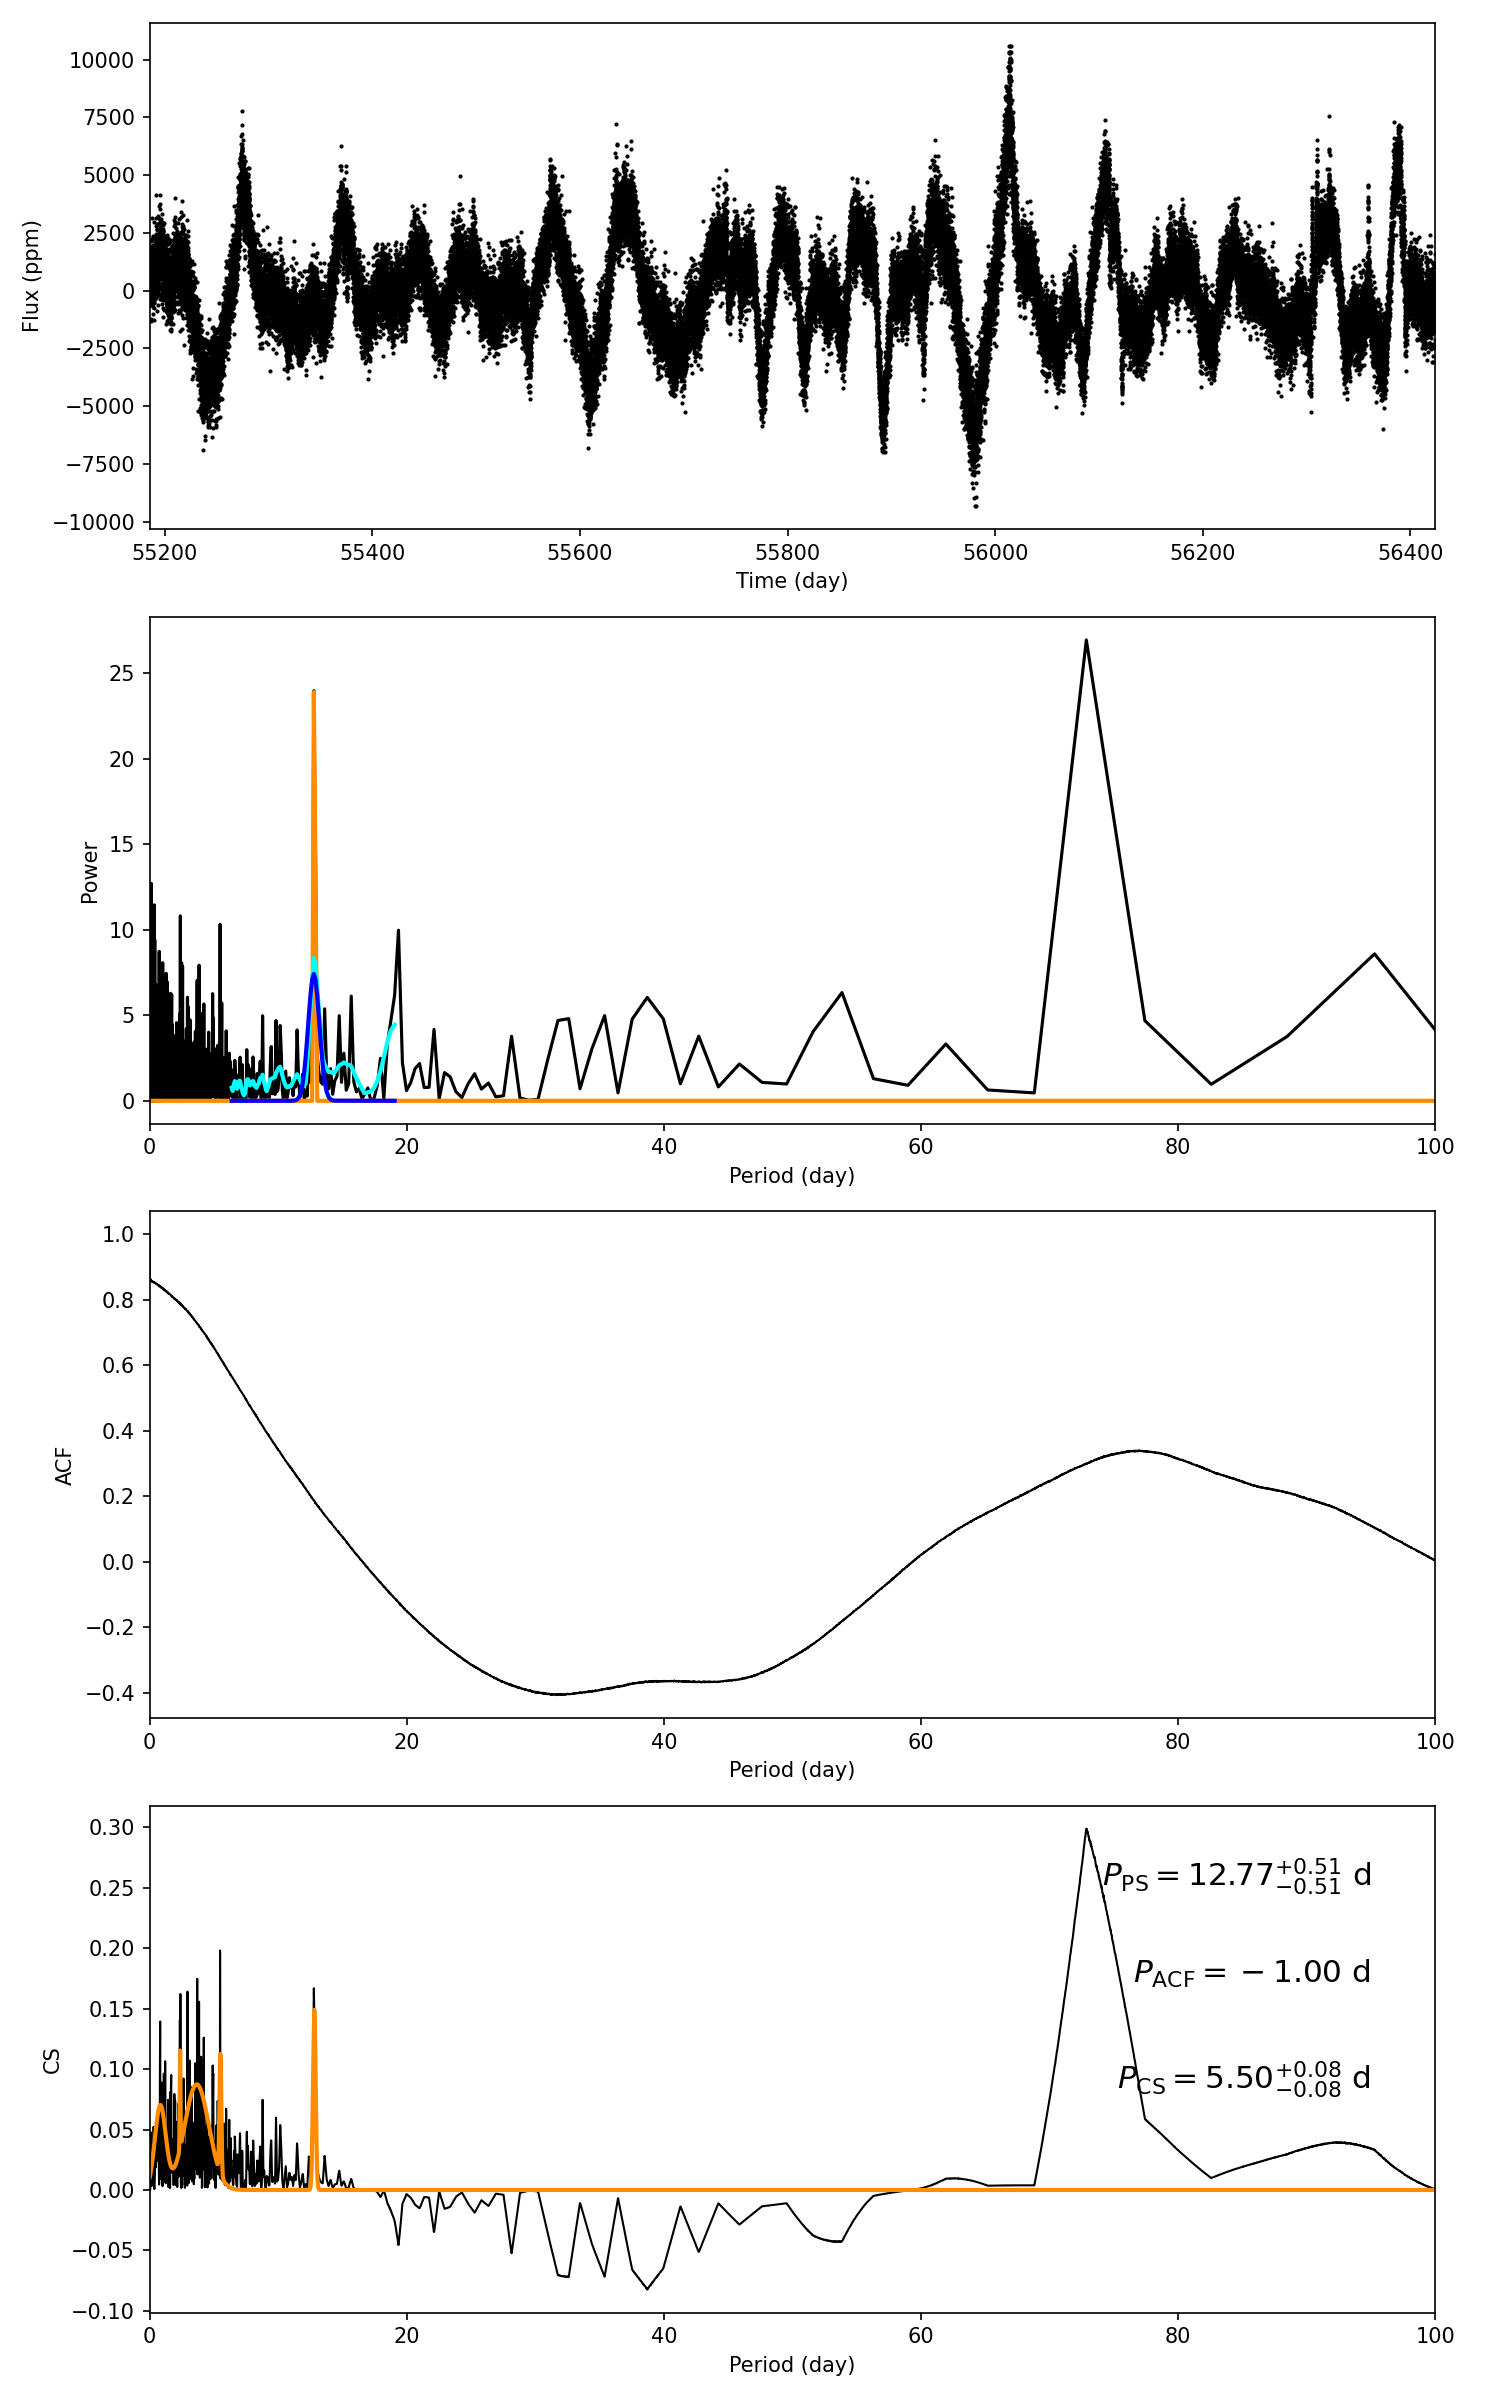 10000
7500
5000
2500
0
−2500
−5000
−7500
−10000
Flux (ppm)
55200 55400 55600 55800 56000 56200 56400
Time (day)
25
20
15
10
5
0
Power
0 20 40 60 80 100
Period (day)
1.0
0.8
0.6
0.4
0.2
0.0
−0.2
−0.4
ACF
0 20 40 60 80 100
Period (day)
0.30
0.25
0.20
0.15
0.10
0.05
0.00
−0.05
−0.10
CS
P_PS = 12.77 +0.51 −0.51 d
P_ACF = −1.00 d
P_CS = 5.50 +0.08 −0.08 d
0 20 40 60 80 100
Period (day)